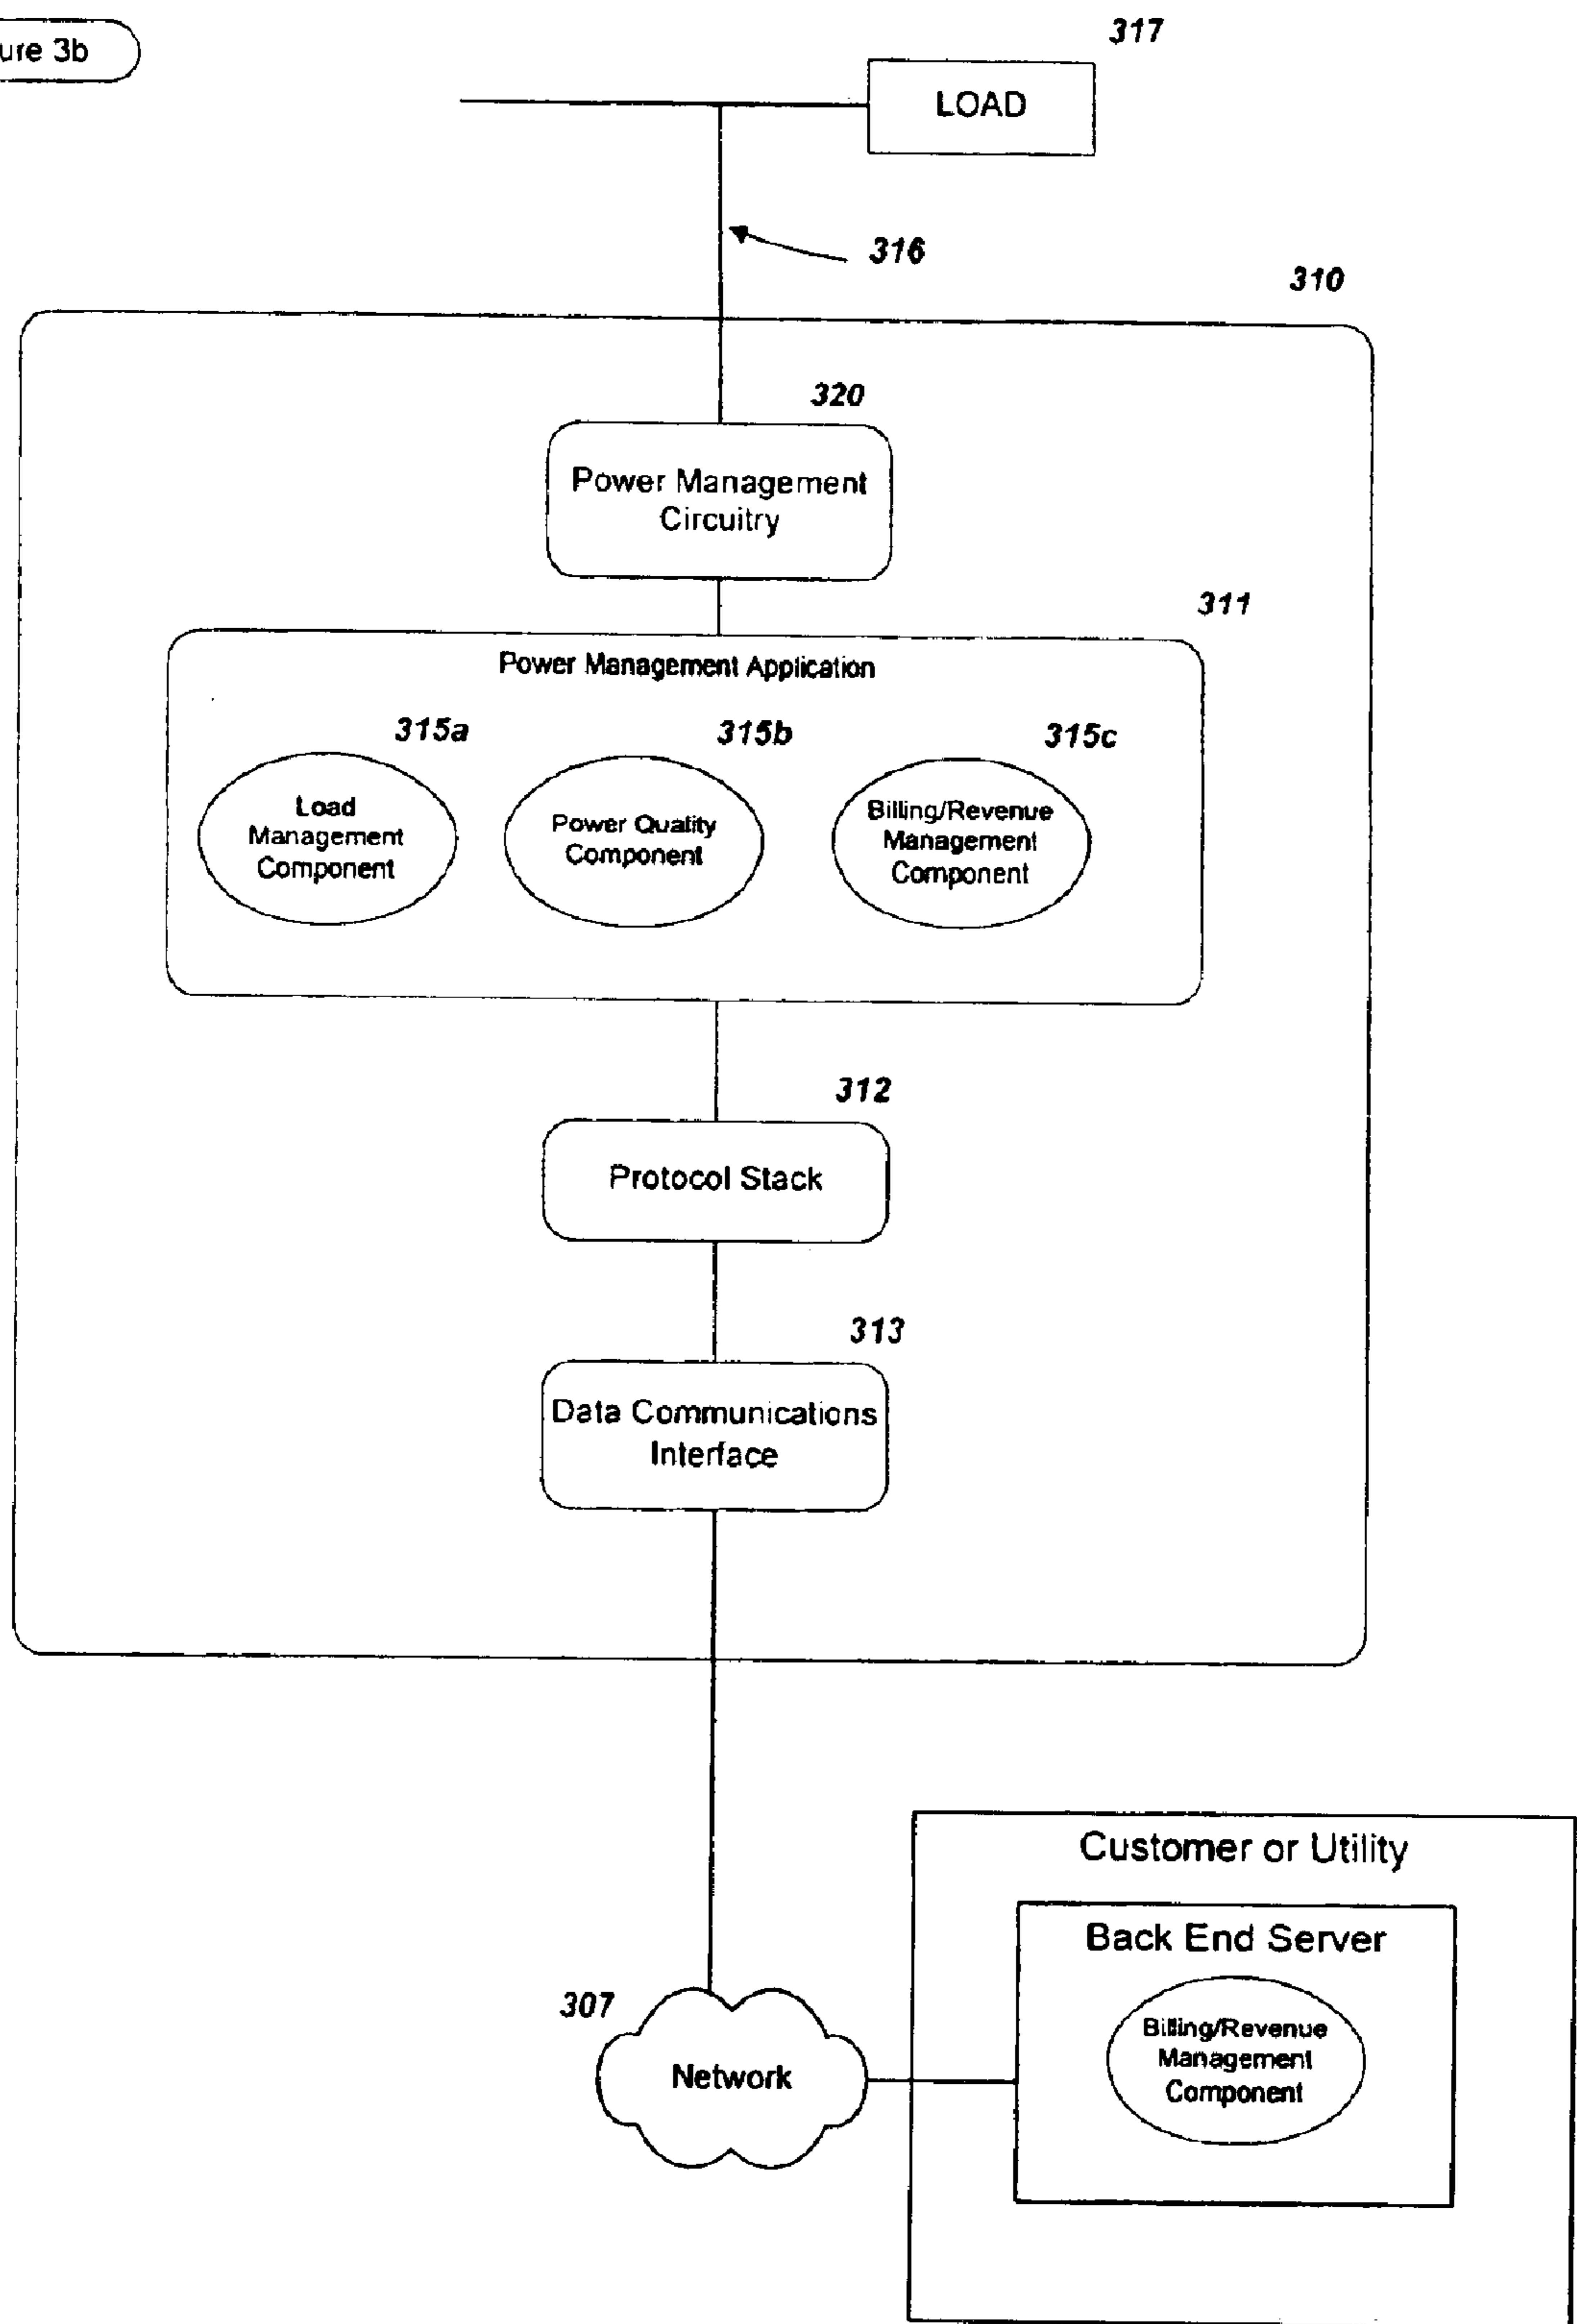 ure 3b
317
LOAD
316
310
320
Power Management
Circuitry
311
Power Management Application
315a
315b
315c
Load
Management
Component
Power Quality
Component
Billing/Revenue
Management
Component
312
Protocol Stack
313
Data Communications
Interface
307
Network
Customer or Utility
Back End Server
Billing/Revenue
Management
Component